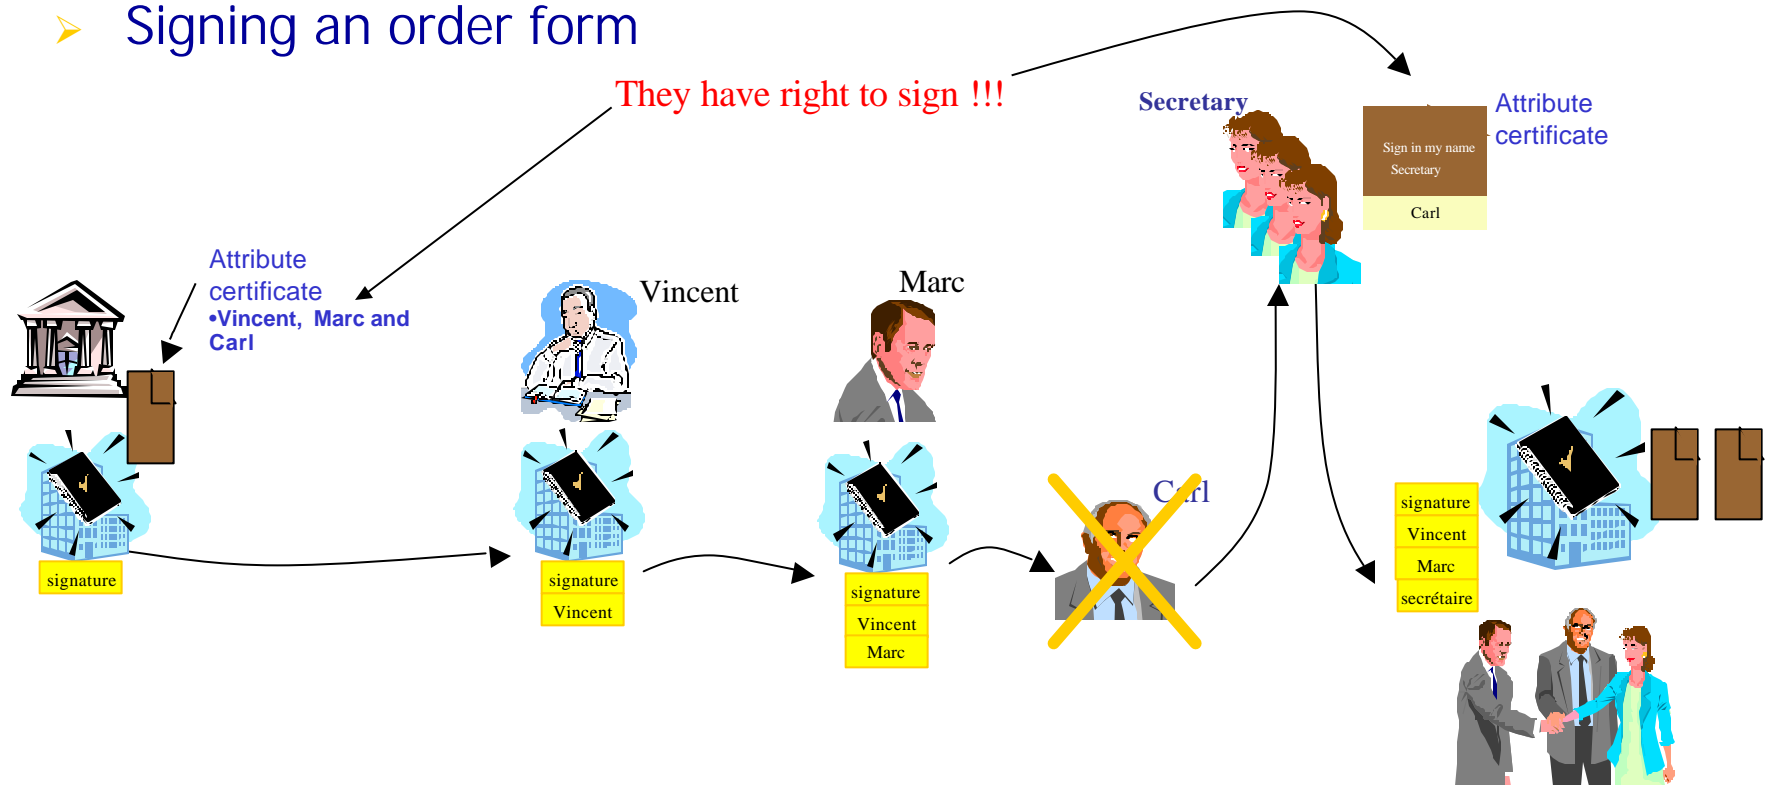 Signing an order form
They have right to sign !!!
Secretary
Attribute
certificate
Sign in my name
Secretary
Carl
Attribute
certificate
•Vincent, Marc and
Carl
Vincent
Marc
Carl
signature
signature
Vincent
signature
Vincent
Marc
signature
Vincent
Marc
secrétaire